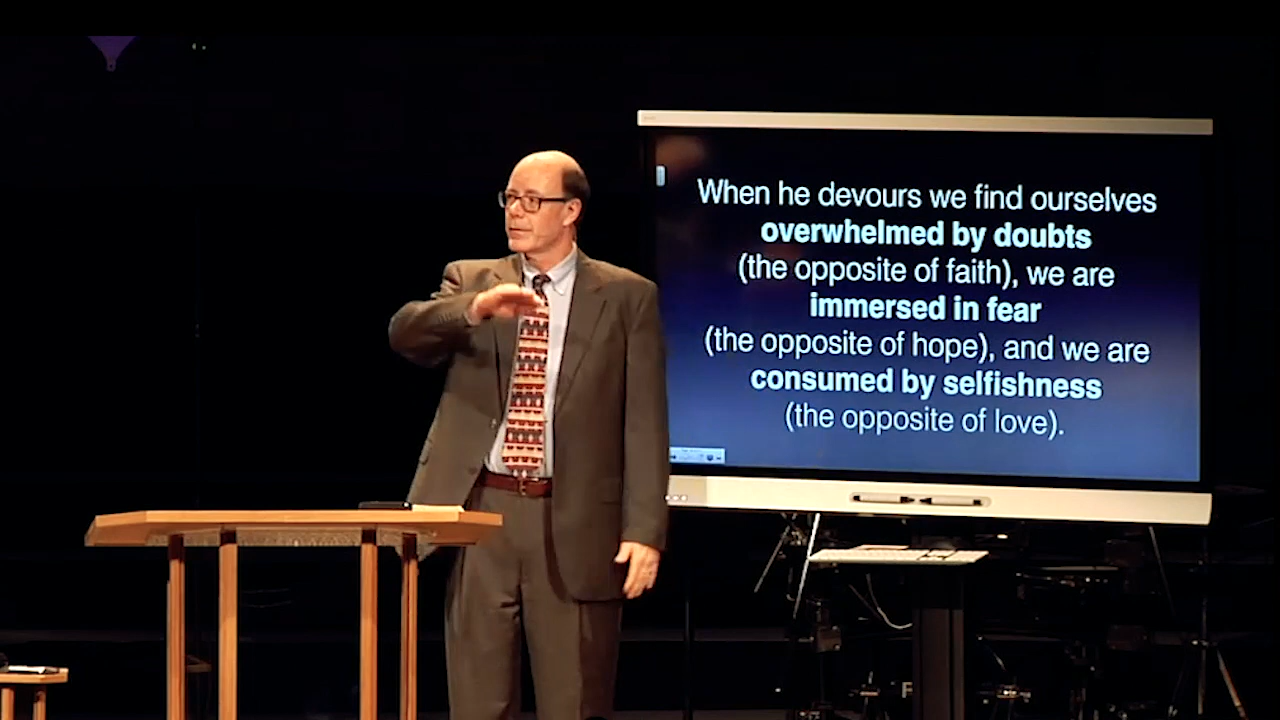 When he devours we find ourselves
overwhelmed by doubts
(the opposite of faith), we are
immersed in fear
(the opposite of hope), and we are
consumed by selfishness
(the opposite of love).